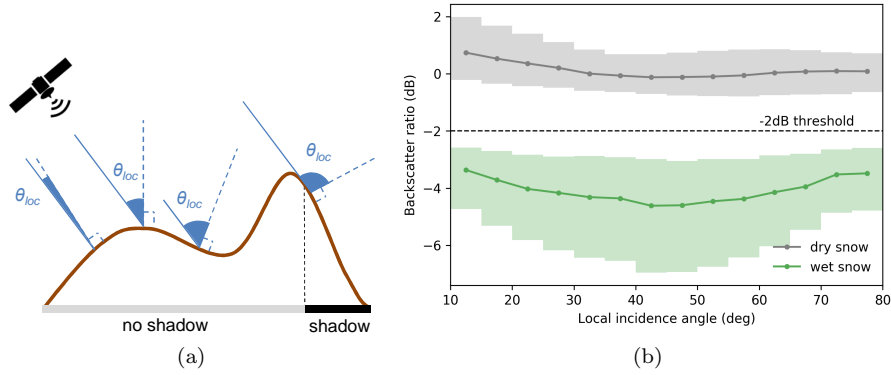 θloc
θloc
θloc
θloc
no shadow
shadow
(a)
Backscatter ratio (dB)
2
0
−2
−4
−6
-2dB threshold
dry snow
wet snow
10
20
30
40
50
60
70
80
Local incidence angle (deg)
(b)